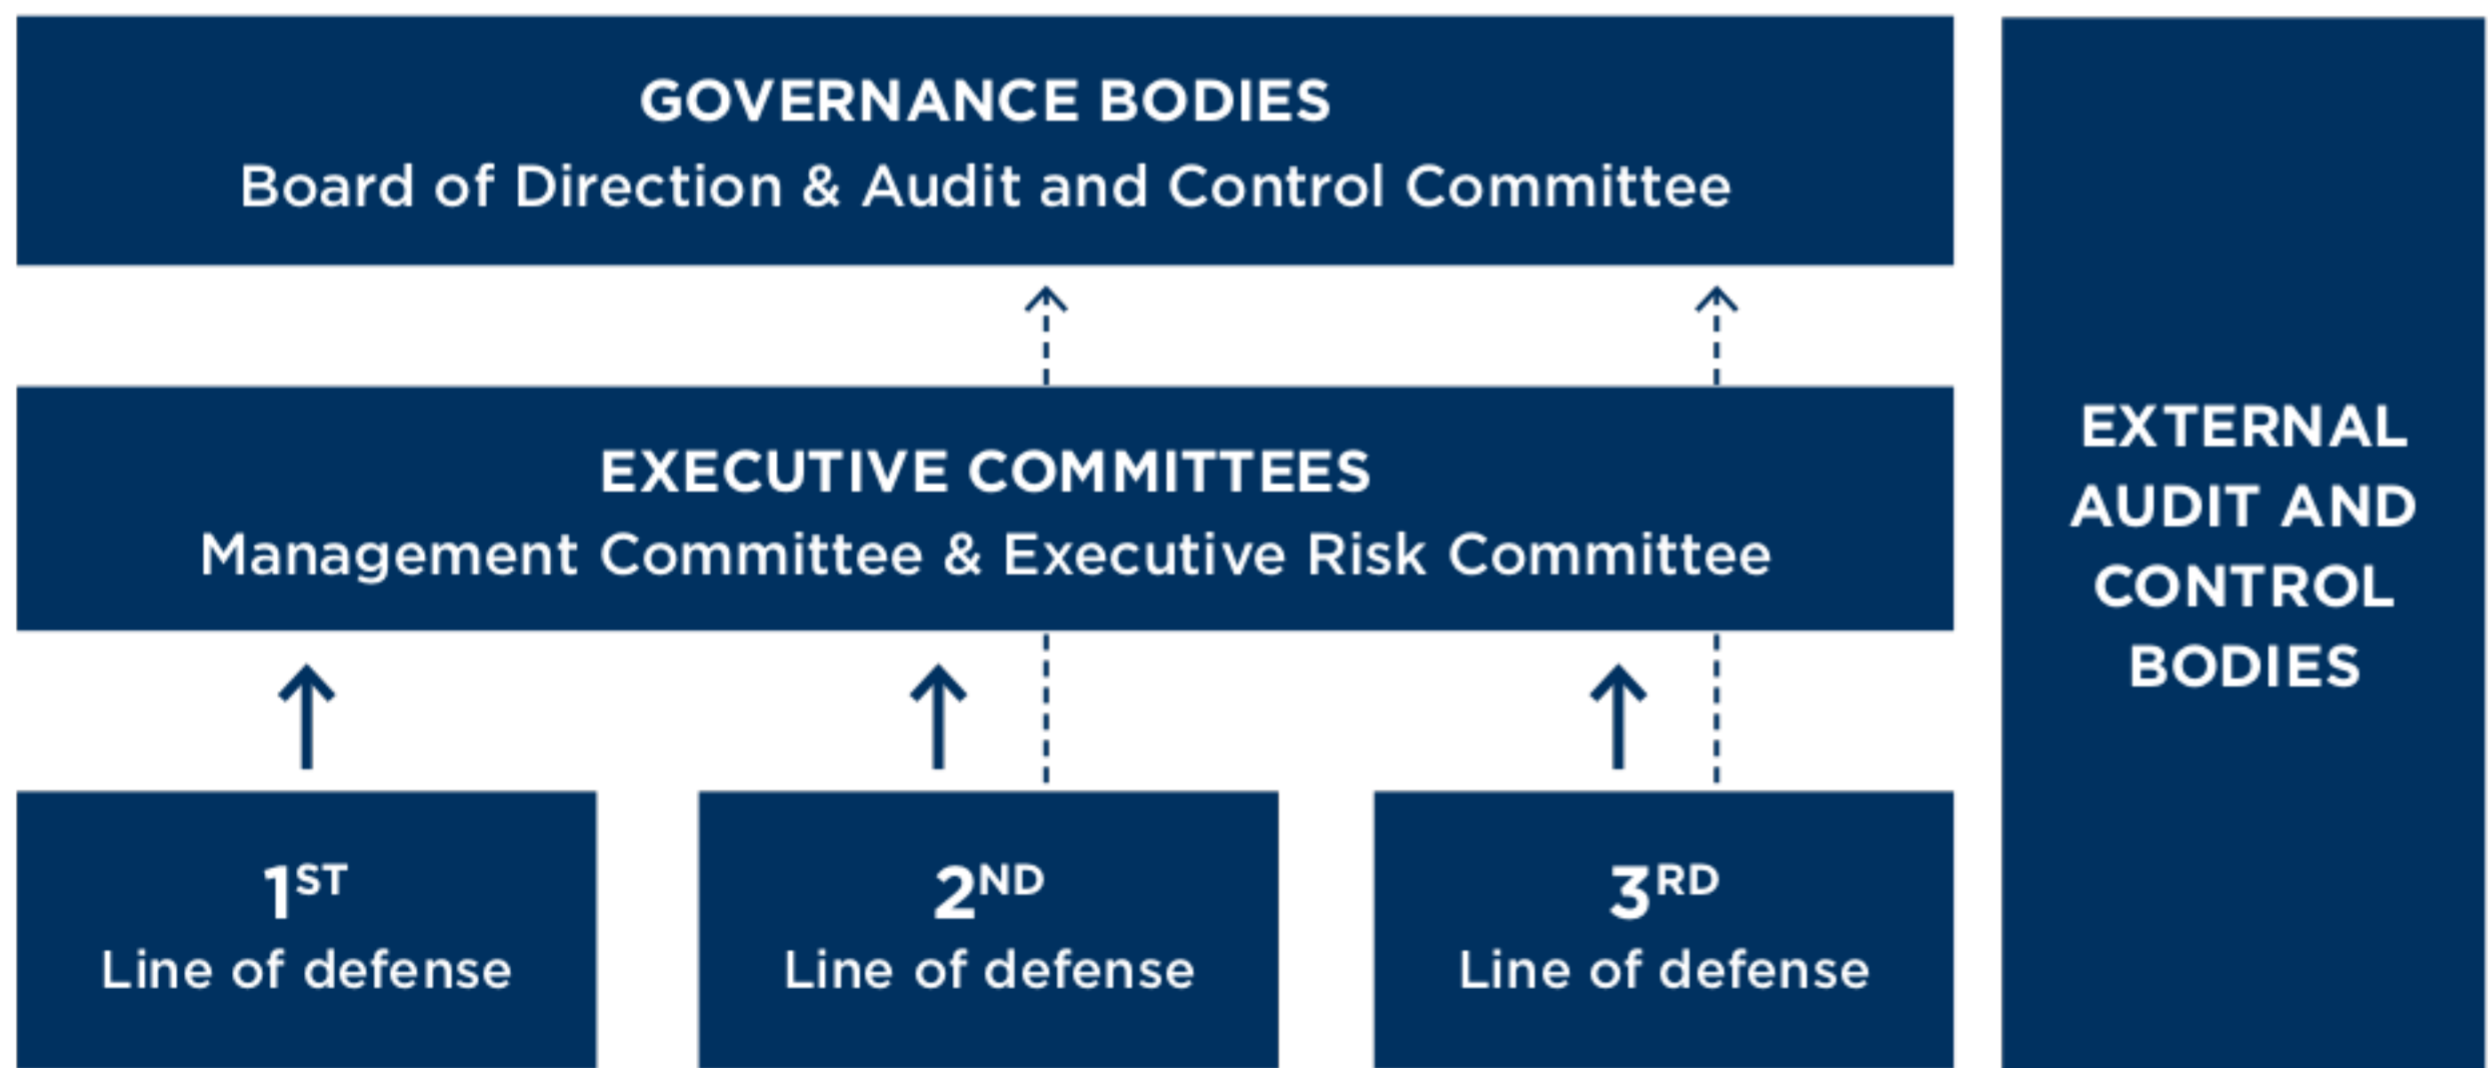 GOVERNANCE BODIES
Board of Direction & Audit and Control Committee
EXECUTIVE COMMITTEES
Management Committee & Executive Risk Committee
1ST
Line of defense
2ND
Line of defense
3RD
Line of defense
EXTERNAL
AUDIT AND
CONTROL
BODIES